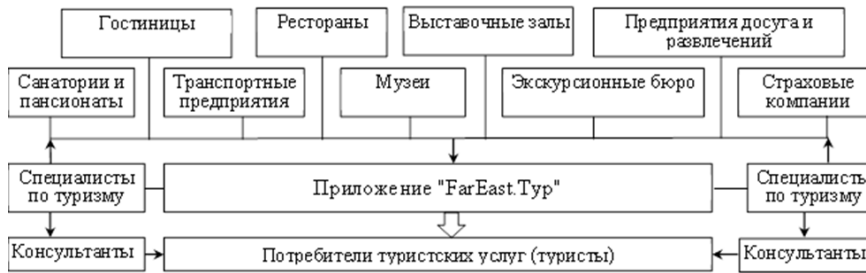 Гостиницы
Рестораны
Выставочные залы
Предприятия досуга и
развлечений
Санатории и
пансионаты
Транспортные
предприятия
Музеи
Экскурсионные бюро
Страховые
компании
Специалисты
по туризму
Приложение "FarEast.Тур"
Специалисты
по туризму
Консультанты
Потребители туристских услуг (туристы)
Консультанты